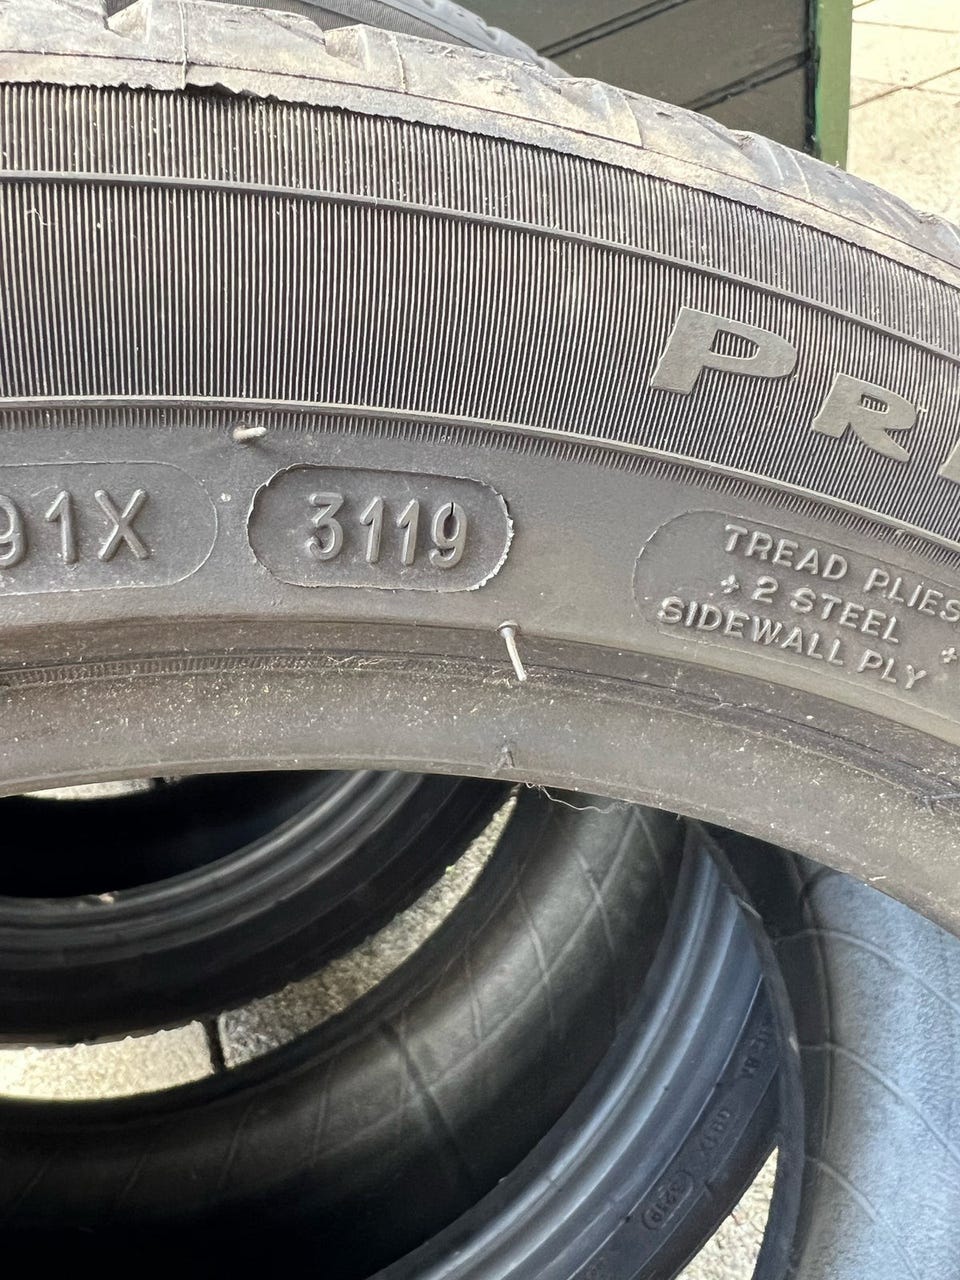 PR
91X
3119
TREAD PLIES
+ 2 STEEL +
SIDEWALL PLY